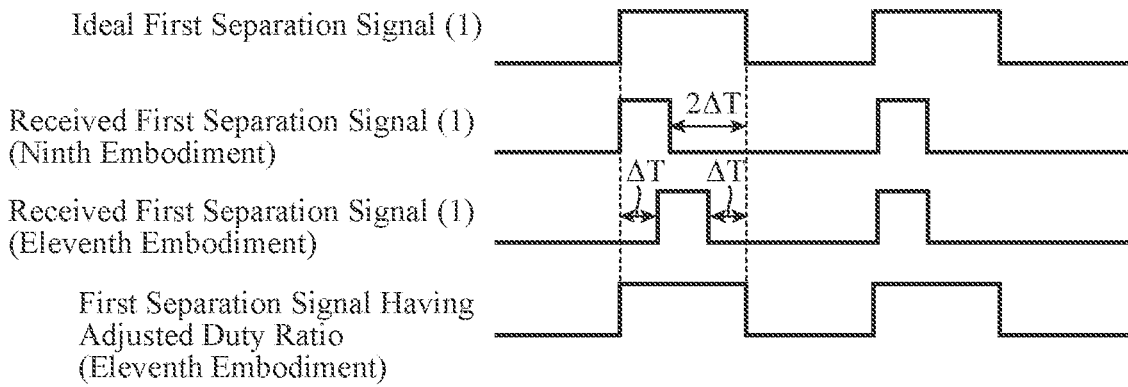 Ideal First Separation Signal (1)
Received First Separation Signal (1)
(Ninth Embodiment)
2ΔT
ΔT
ΔT
Received First Separation Signal (1)
(Eleventh Embodiment)
First Separation Signal Having
Adjusted Duty Ratio
(Eleventh Embodiment)